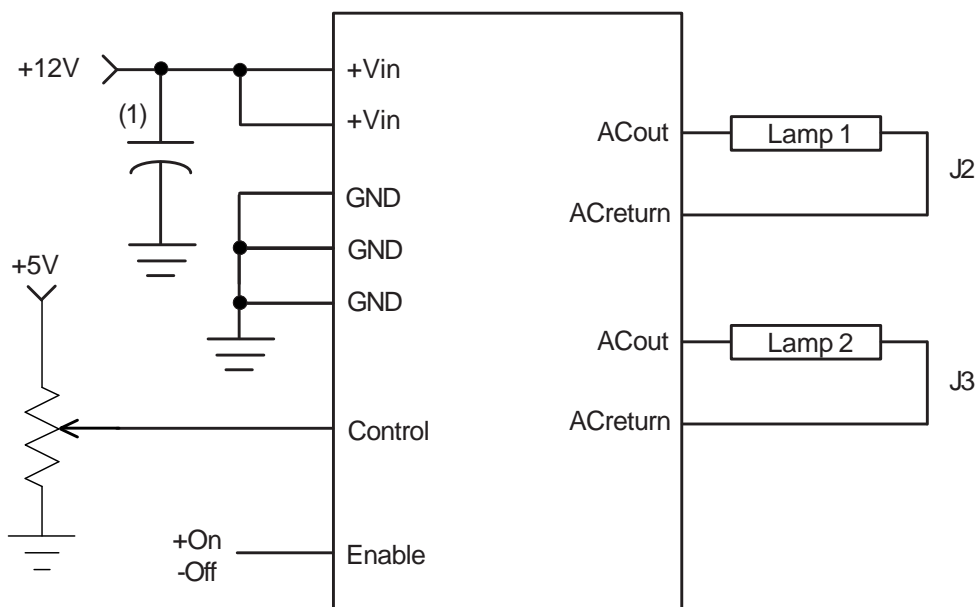 +12V
(1)
+Vin
+Vin
GND
GND
GND
+5V
Control
+On
-Off
Enable
ACout
Lamp 1
J2
ACreturn
ACout
Lamp 2
J3
ACreturn